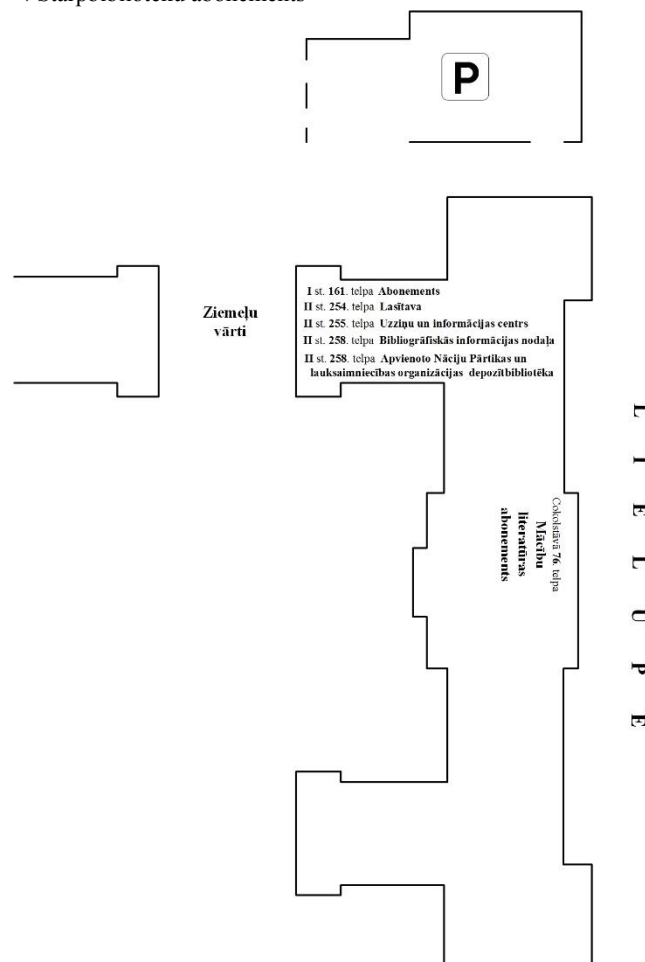 Starpbibliotēku abonements
P
Ziemeļu
vārti
I st. 161. telpa Abonements
II st. 254. telpa Lasītava
II st. 255. telpa Uzziņu un informācijas centrs
II st. 258. telpa Bibliogrāfiskās informācijas nodaļa
II st. 258. telpa Apvienoto Nāciju Pārtikas un
lauksaimniecības organizācijas depozītbibliotēka
Cokolstāvā 76. telpa
Mācību
literatūras
abonements
L I E L U P E